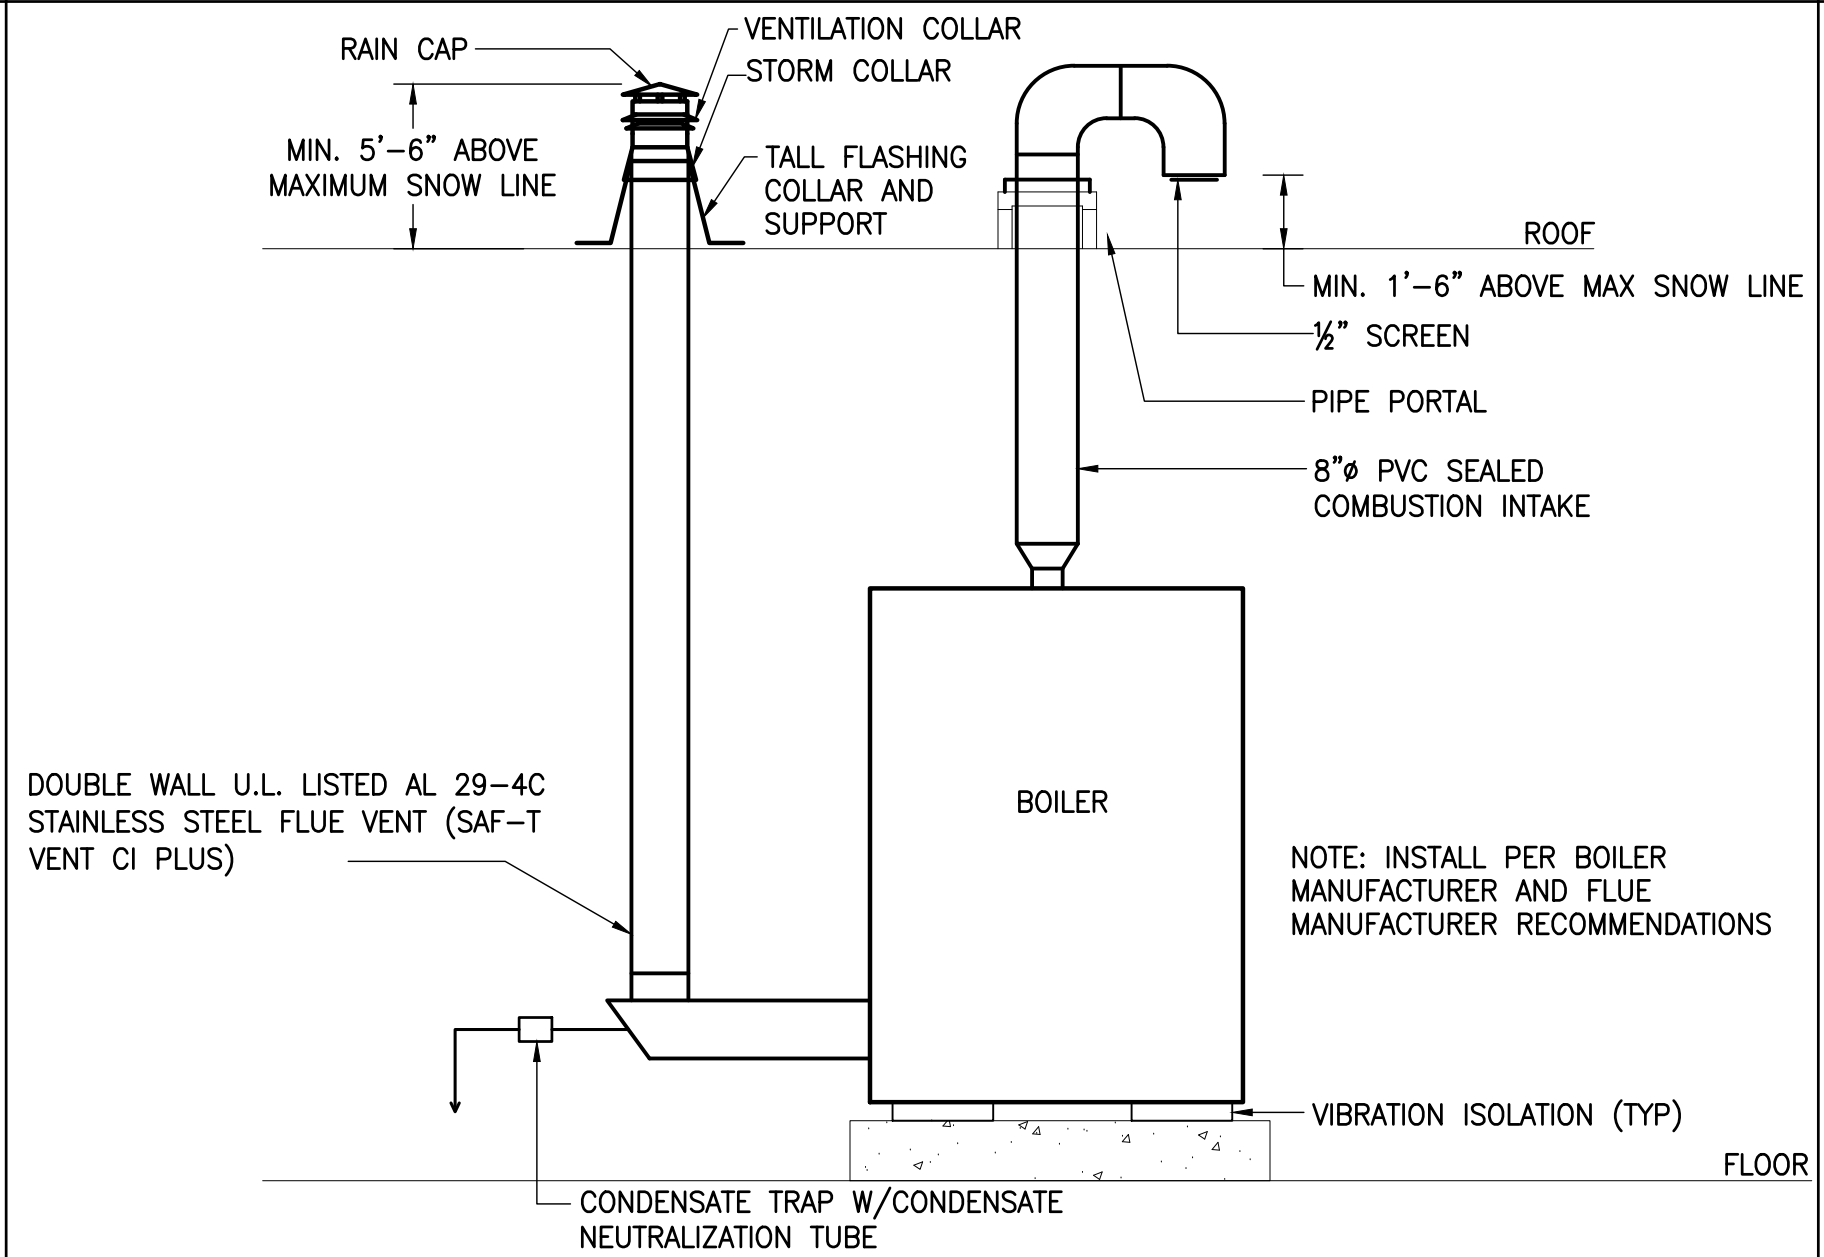 RAIN CAP
VENTILATION COLLAR
STORM COLLAR
MIN. 5'-6" ABOVE
MAXIMUM SNOW LINE
TALL FLASHING
COLLAR AND
SUPPORT
ROOF
MIN. 1'-6" ABOVE MAX SNOW LINE
½" SCREEN
PIPE PORTAL
8"ø PVC SEALED
COMBUSTION INTAKE
DOUBLE WALL U.L. LISTED AL 29-4C
STAINLESS STEEL FLUE VENT (SAF-T
VENT CI PLUS)
BOILER
NOTE: INSTALL PER BOILER
MANUFACTURER AND FLUE
MANUFACTURER RECOMMENDATIONS
VIBRATION ISOLATION (TYP)
FLOOR
CONDENSATE TRAP W/CONDENSATE
NEUTRALIZATION TUBE